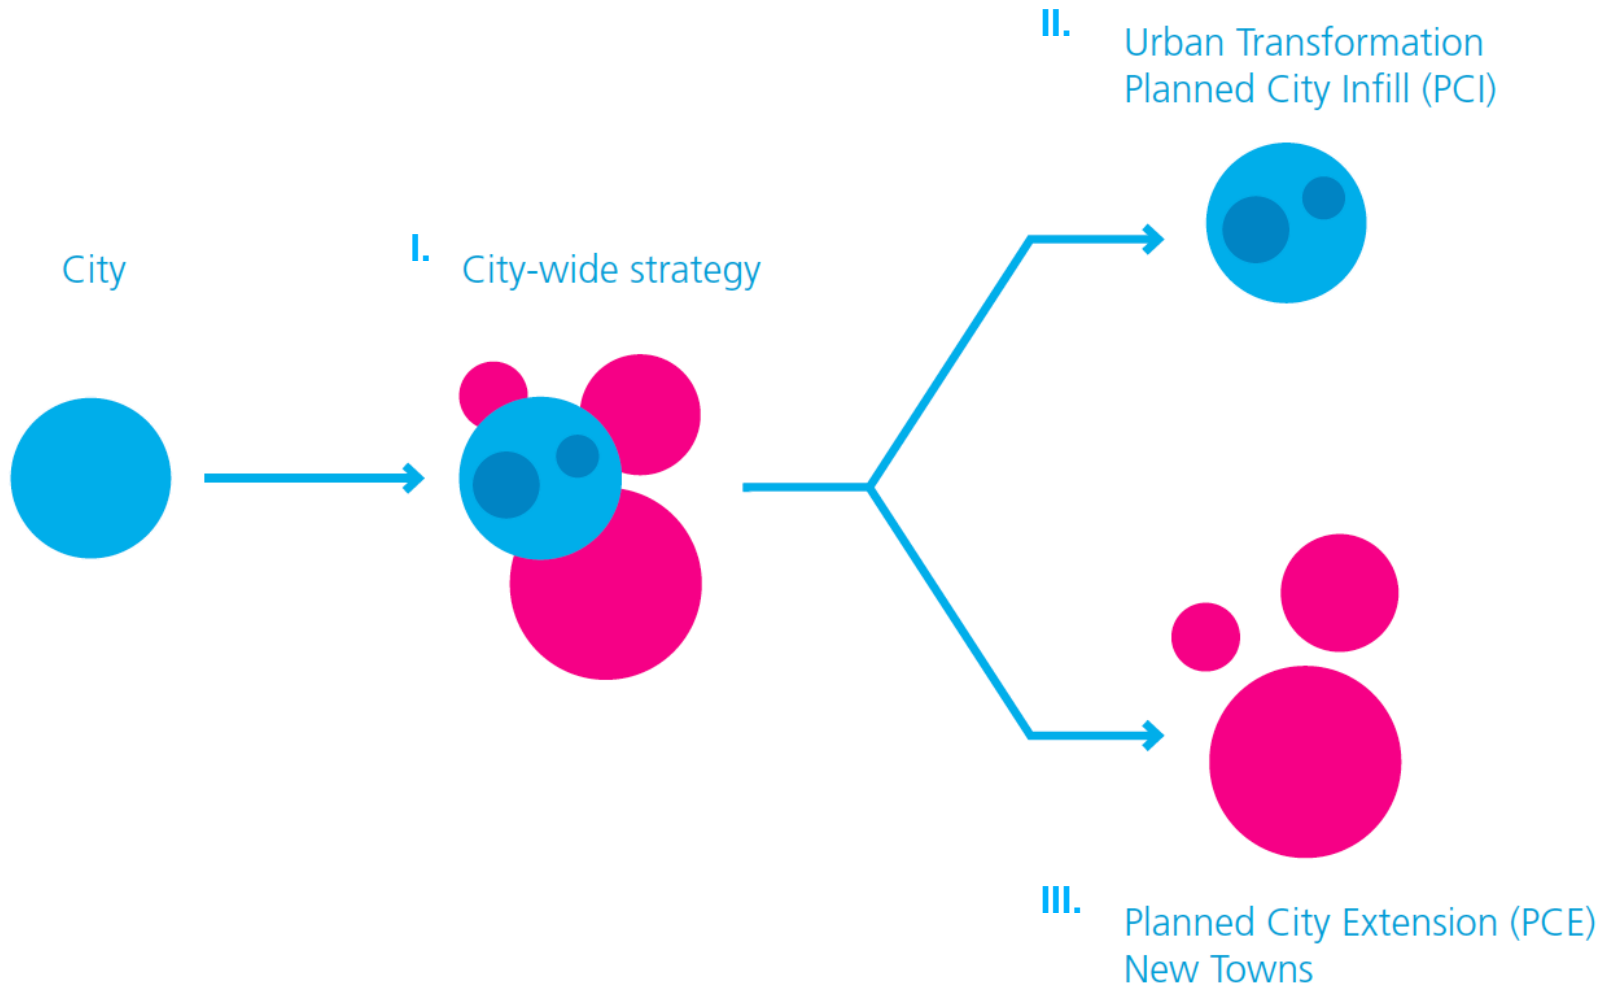 City
I. City-wide strategy
II. Urban Transformation
Planned City Infill (PCI)
III. Planned City Extension (PCE)
New Towns